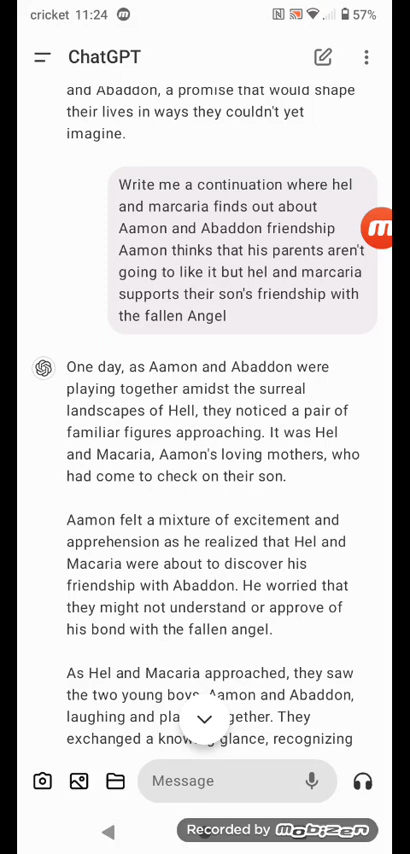 cricket 11:24 57%
ChatGPT
and Abaddon, a promise that would shape
their lives in ways they couldn't yet
imagine.
Write me a continuation where hel
and marcaria finds out about
Aamon and Abaddon friendship
Aamon thinks that his parents aren't
going to like it but hel and marcaria
supports their son's friendship with
the fallen Angel
One day, as Aamon and Abaddon were
playing together amidst the surreal
landscapes of Hell, they noticed a pair of
familiar figures approaching. It was Hel
and Macaria, Aamon's loving mothers, who
had come to check on their son.
Aamon felt a mixture of excitement and
apprehension as he realized that Hel and
Macaria were about to discover his
friendship with Abaddon. He worried that
they might not understand or approve of
his bond with the fallen angel.
As Hel and Macaria approached, they saw
the two young boys, Aamon and Abaddon,
laughing and together. They
exchanged a glance, recognizing
Message
Recorded by mobizen